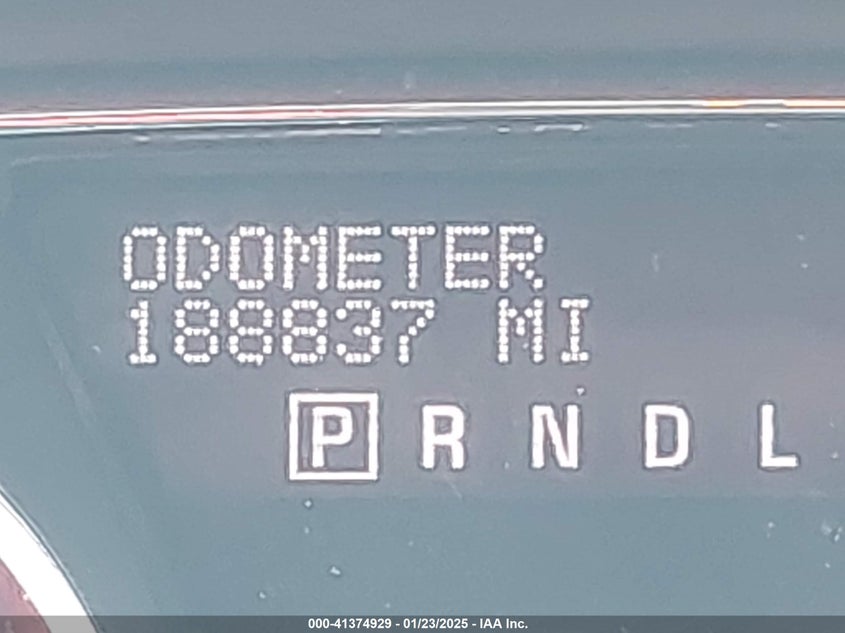 ODOMETER
188837 MI
P R N D L
000-41374929 - 01/23/2025 - IAA Inc.